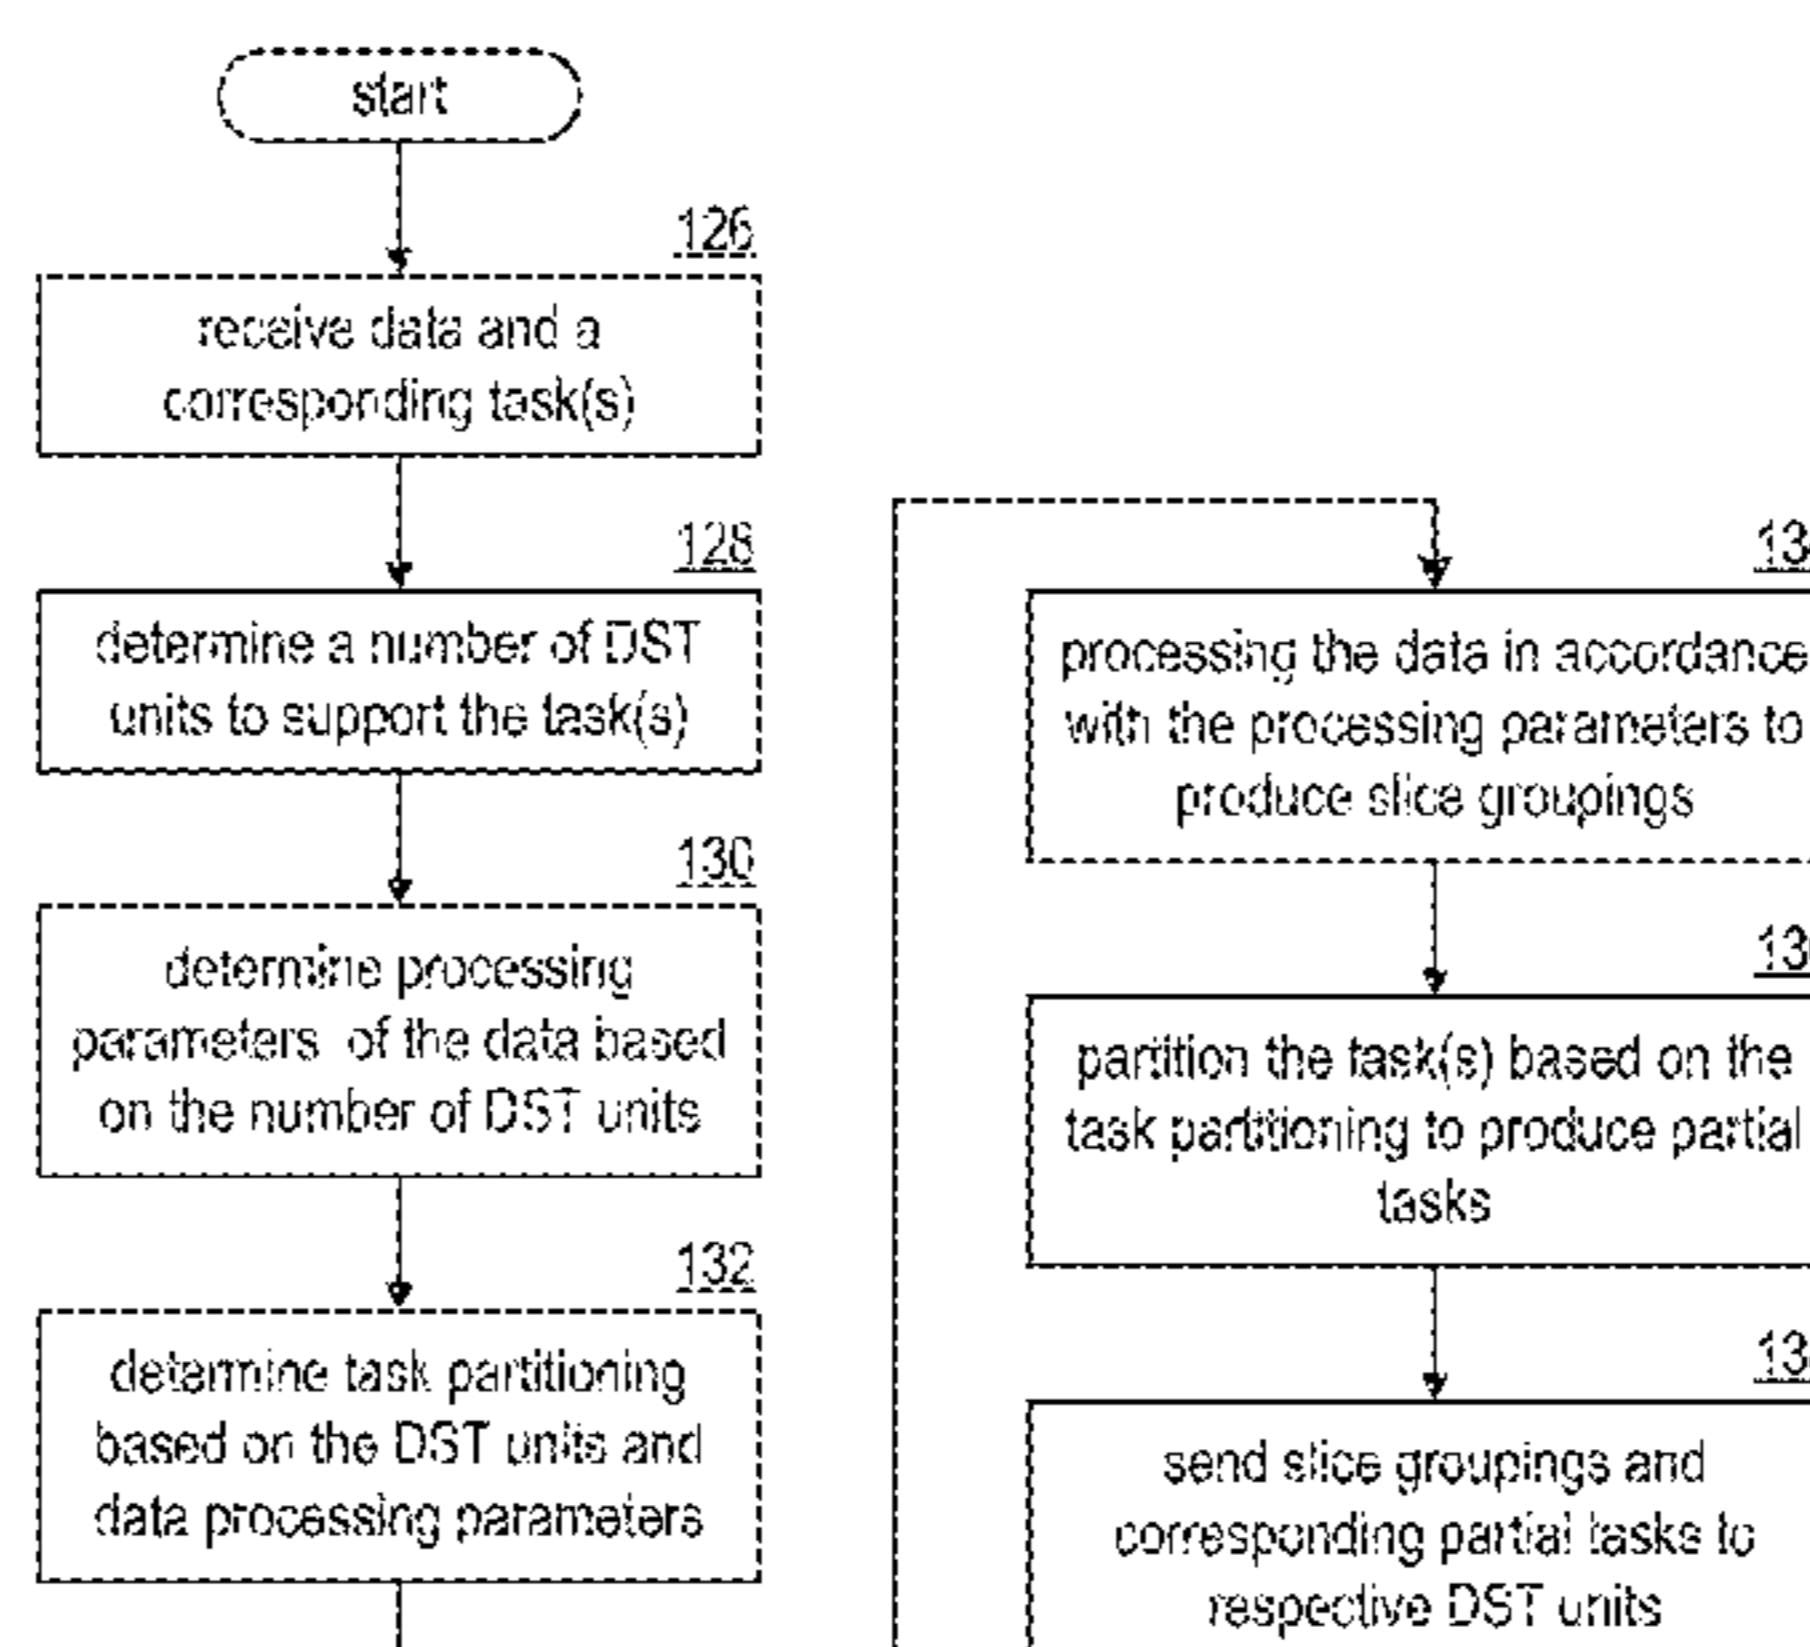 start
126
receive data and a
corresponding task(s)
128
determine a number of DST
units to support the task(s)
130
determine processing
parameters of the data based
on the number of DST units
132
determine task partitioning
based on the DST units and
data processing parameters
processing the data in accordance
with the processing parameters to
produce slice groupings
partition the task(s) based on the
task partitioning to produce partial
tasks
send slice groupings and
corresponding partial tasks to
respective DST units